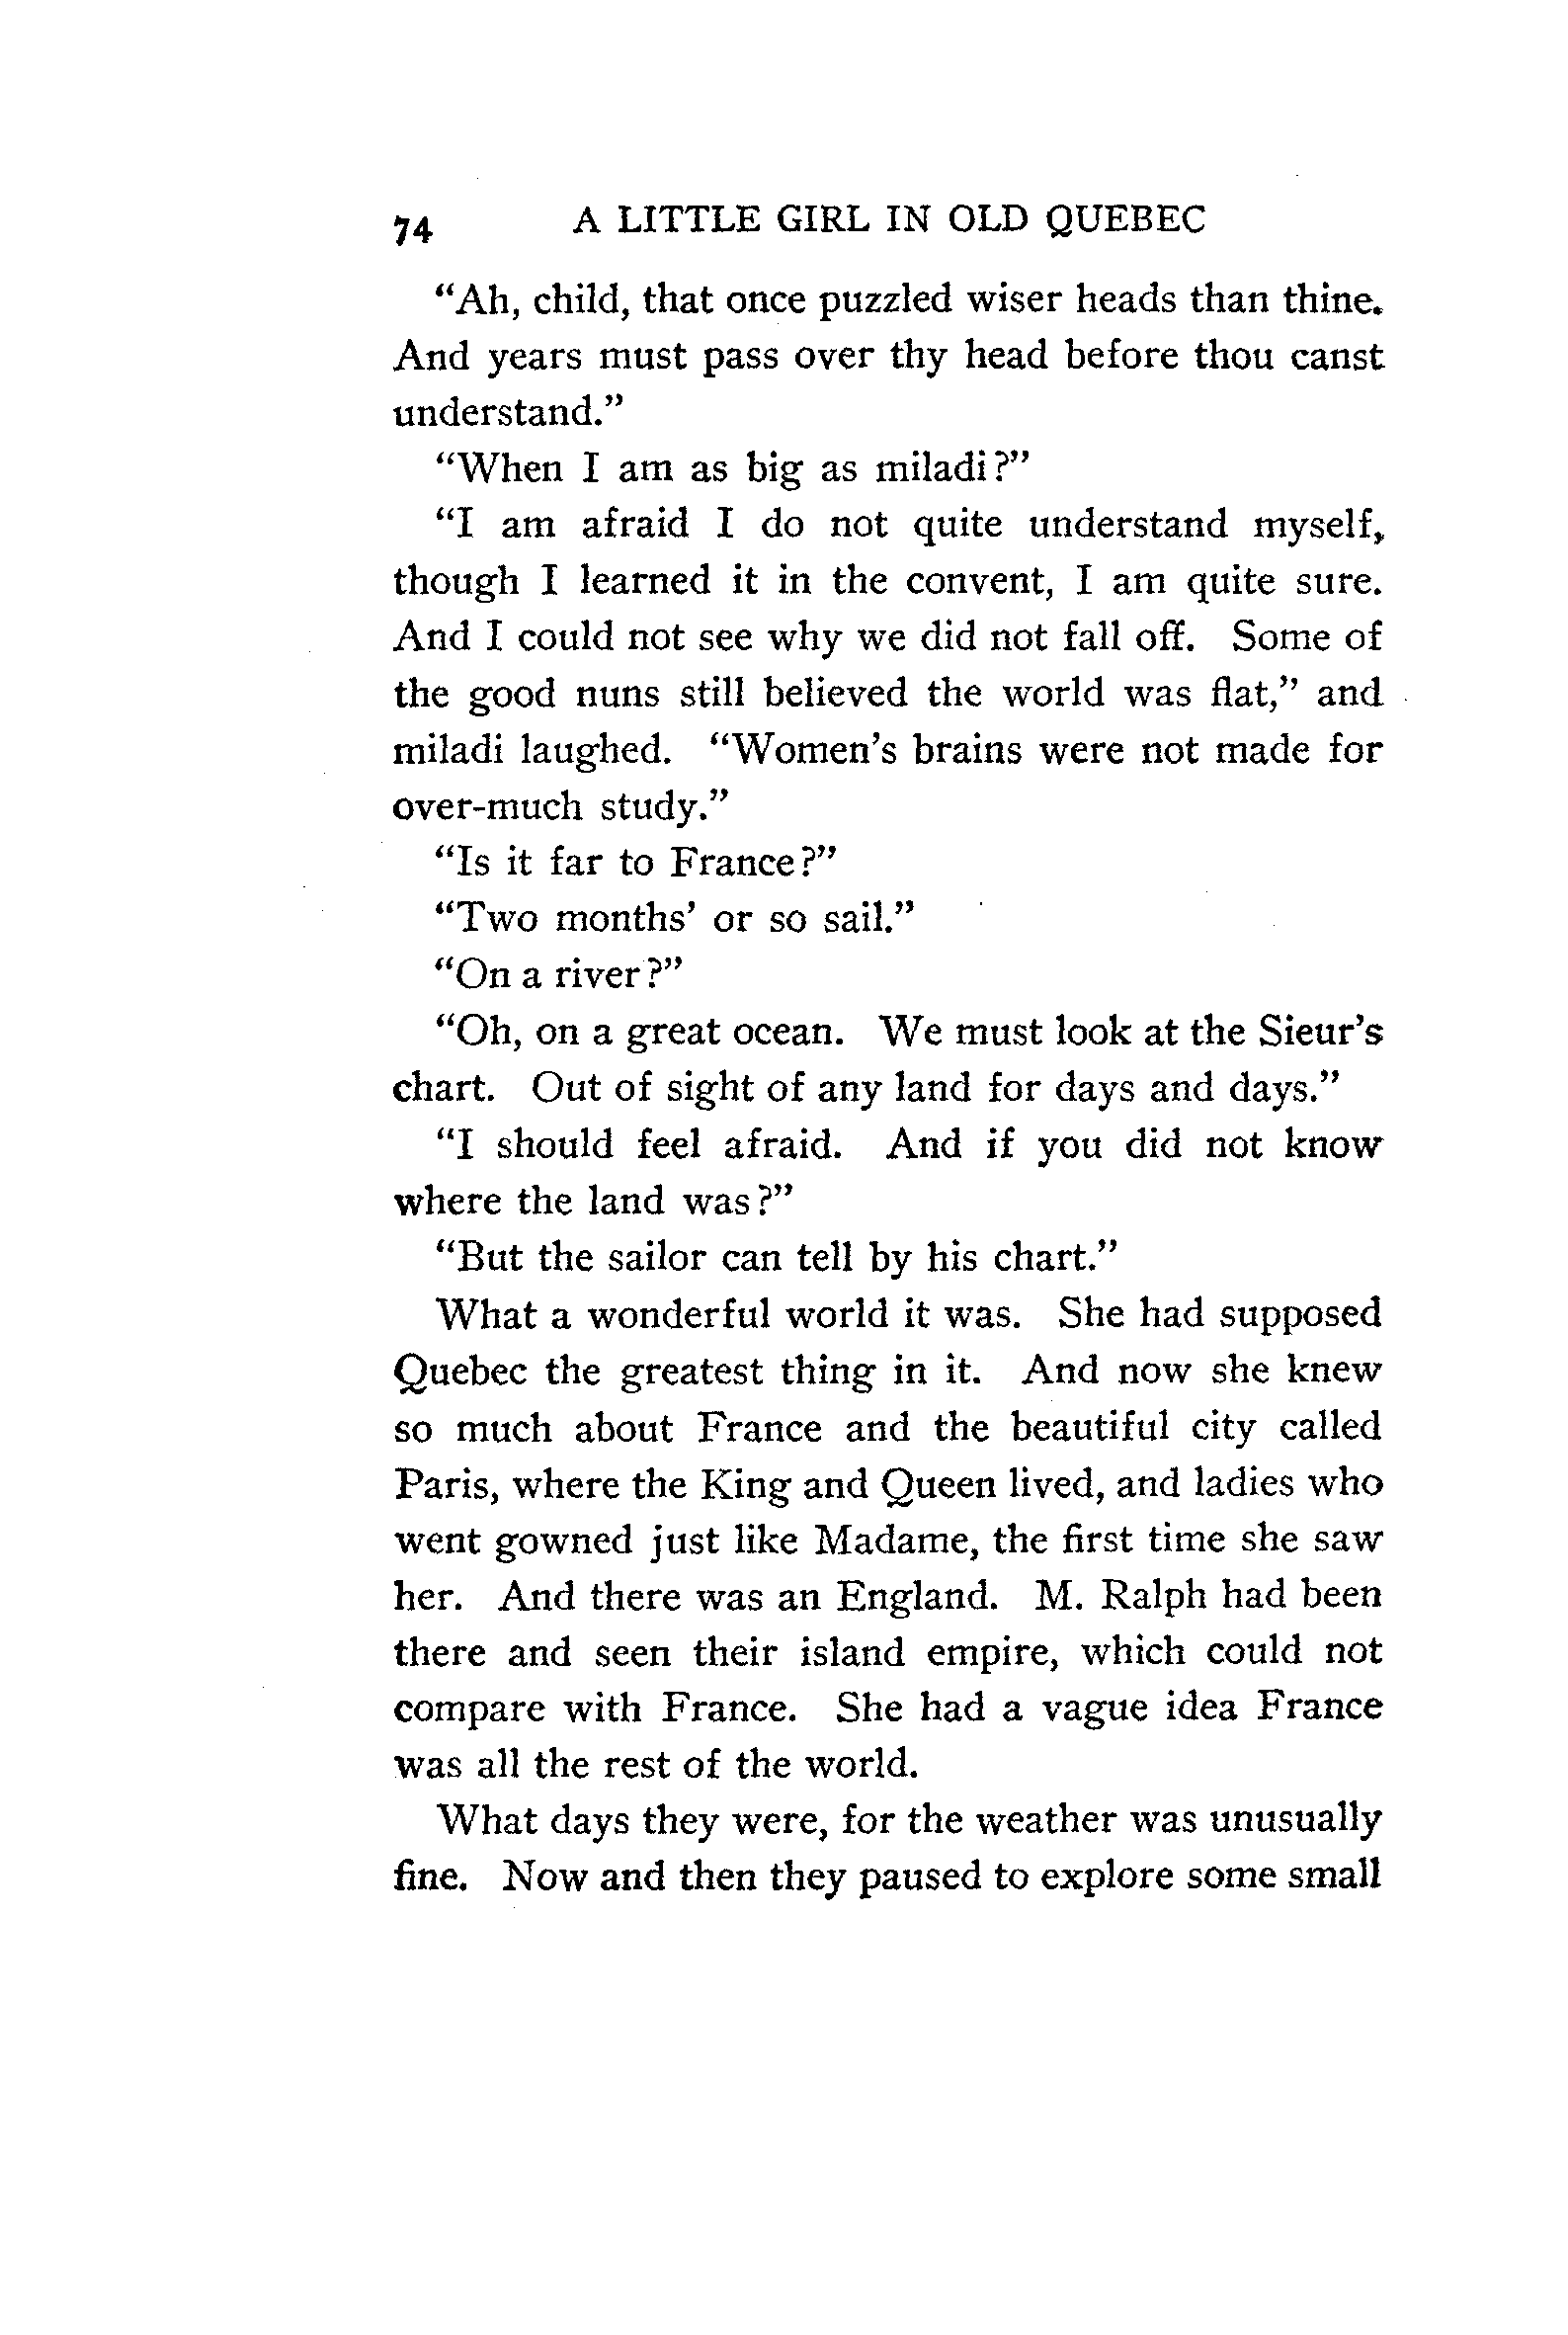 74 A LITTLE GIRL IN OLD QUEBEC
"Ah, child, that once puzzled wiser heads than thine.
And years must pass over thy head before thou canst
understand."
"When I am as big as miladi?"
"I am afraid I do not quite understand myself,
though I learned it in the convent, I am quite sure.
And I could not see why we did not fall off. Some of
the good nuns still believed the world was flat," and
miladi laughed. "Women's brains were not made for
over-much study."
"Is it far to France?"
"Two months' or so sail."
"On a river?"
"Oh, on a great ocean. We must look at the Sieur's
chart. Out of sight of any land for days and days."
"I should feel afraid. And if you did not know
where the land was?"
"But the sailor can tell by his chart."
What a wonderful world it was. She had supposed
Quebec the greatest thing in it. And now she knew
so much about France and the beautiful city called
Paris, where the King and Queen lived, and ladies who
went gowned just like Madame, the first time she saw
her. And there was an England. M. Ralph had been
there and seen their island empire, which could not
compare with France. She had a vague idea France
was all the rest of the world.
What days they were, for the weather was unusually
fine. Now and then they paused to explore some small